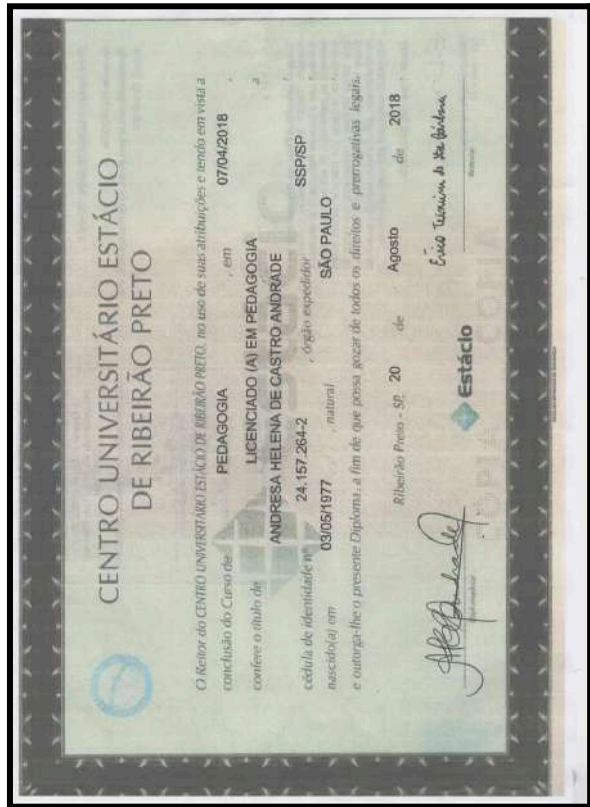 CENTRO UNIVERSITÁRIO ESTÁCIO
DE RIBEIRÃO PRETO
O Reitor do CENTRO UNIVERSITÁRIO ESTÁCIO DE RIBEIRÃO PRETO, no uso de suas atribuições e tendo em vista a
conclusão do Curso de PEDAGOGIA , em 07/04/2018 ,
confere o título de LICENCIADO (A) EM PEDAGOGIA a
ANDRESA HELENA DE CASTRO ANDRADE ,
cédula de identidade nº 24.157.264-2 , órgão expedidor SSP/SP ,
nascido(a) em 03/05/1977 , natural SÃO PAULO
e outorga-lhe o presente Diploma, a fim de que possa gozar de todos os direitos e prerrogativas legais.
Ribeirão Preto - SP, 20 de Agosto de 2018 .
Estácio